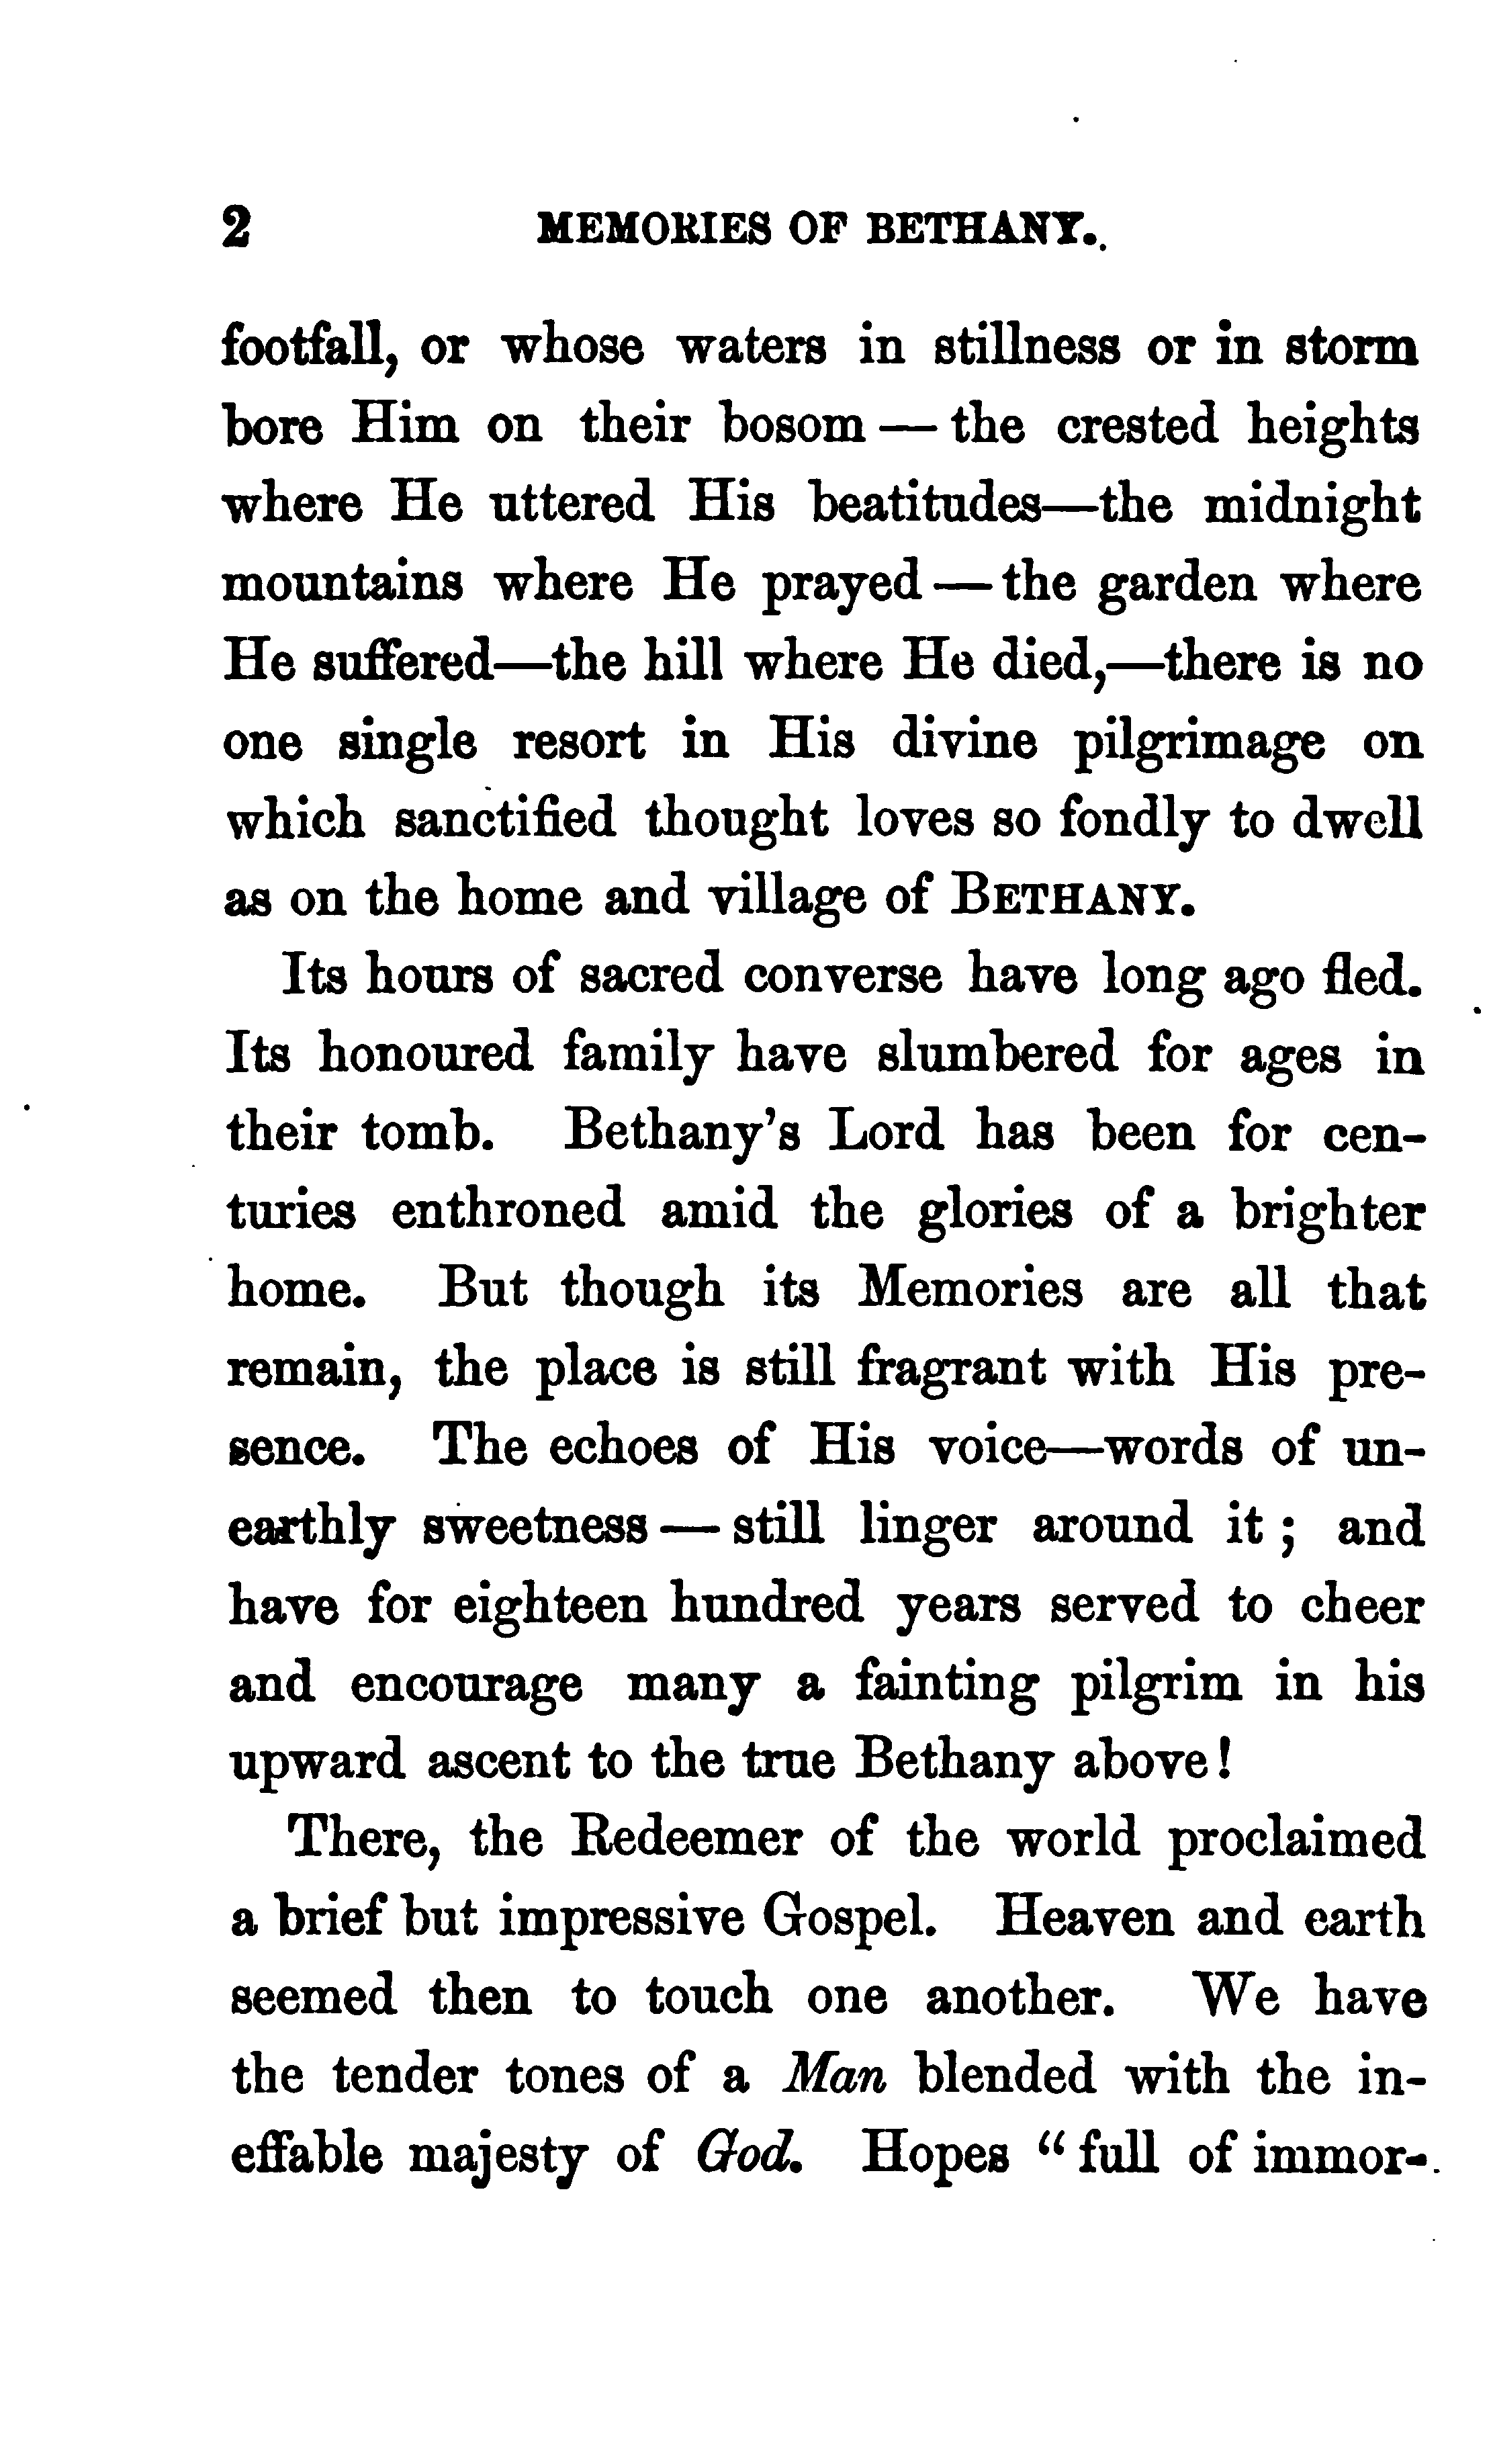 2 MEMORIES OF BETHANY.
footfall, or whose waters in stillness or in storm
bore Him on their bosom — the crested heights
where He uttered His beatitudes—the midnight
mountains where He prayed — the garden where
He suffered—the hill where He died,—there is no
one single resort in His divine pilgrimage on
which sanctified thought loves so fondly to dwell
as on the home and village of BETHANY.
Its hours of sacred converse have long ago fled.
Its honoured family have slumbered for ages in
their tomb. Bethany's Lord has been for cen-
turies enthroned amid the glories of a brighter
home. But though its Memories are all that
remain, the place is still fragrant with His pre-
sence. The echoes of His voice—words of un-
earthly sweetness — still linger around it ; and
have for eighteen hundred years served to cheer
and encourage many a fainting pilgrim in his
upward ascent to the true Bethany above!
There, the Redeemer of the world proclaimed
a brief but impressive Gospel. Heaven and earth
seemed then to touch one another. We have
the tender tones of a Man blended with the in-
effable majesty of God. Hopes "full of immor-